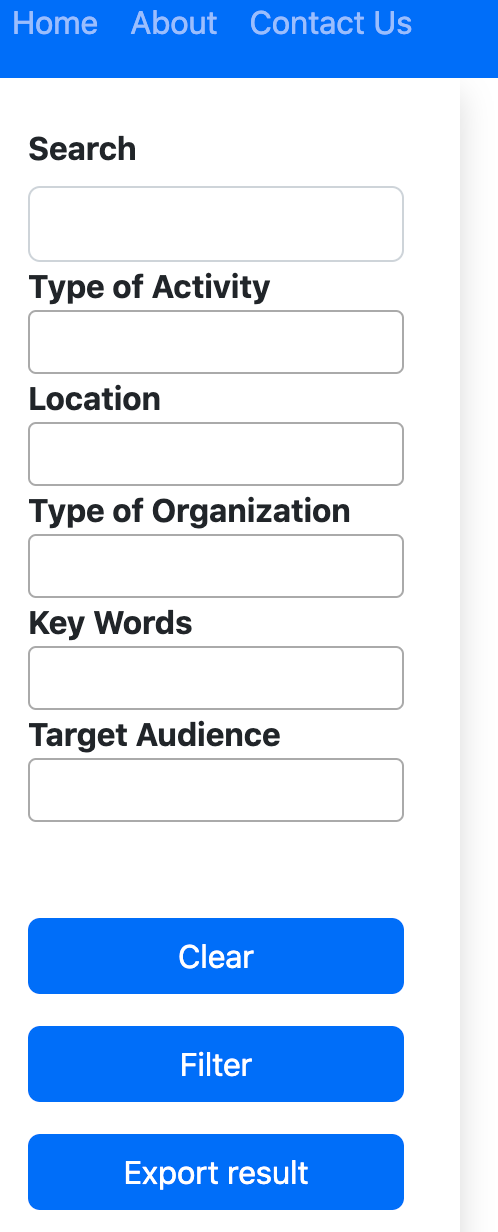 Home About Contact Us
Search
Type of Activity
Location
Type of Organization
Key Words
Target Audience
Clear
Filter
Export result